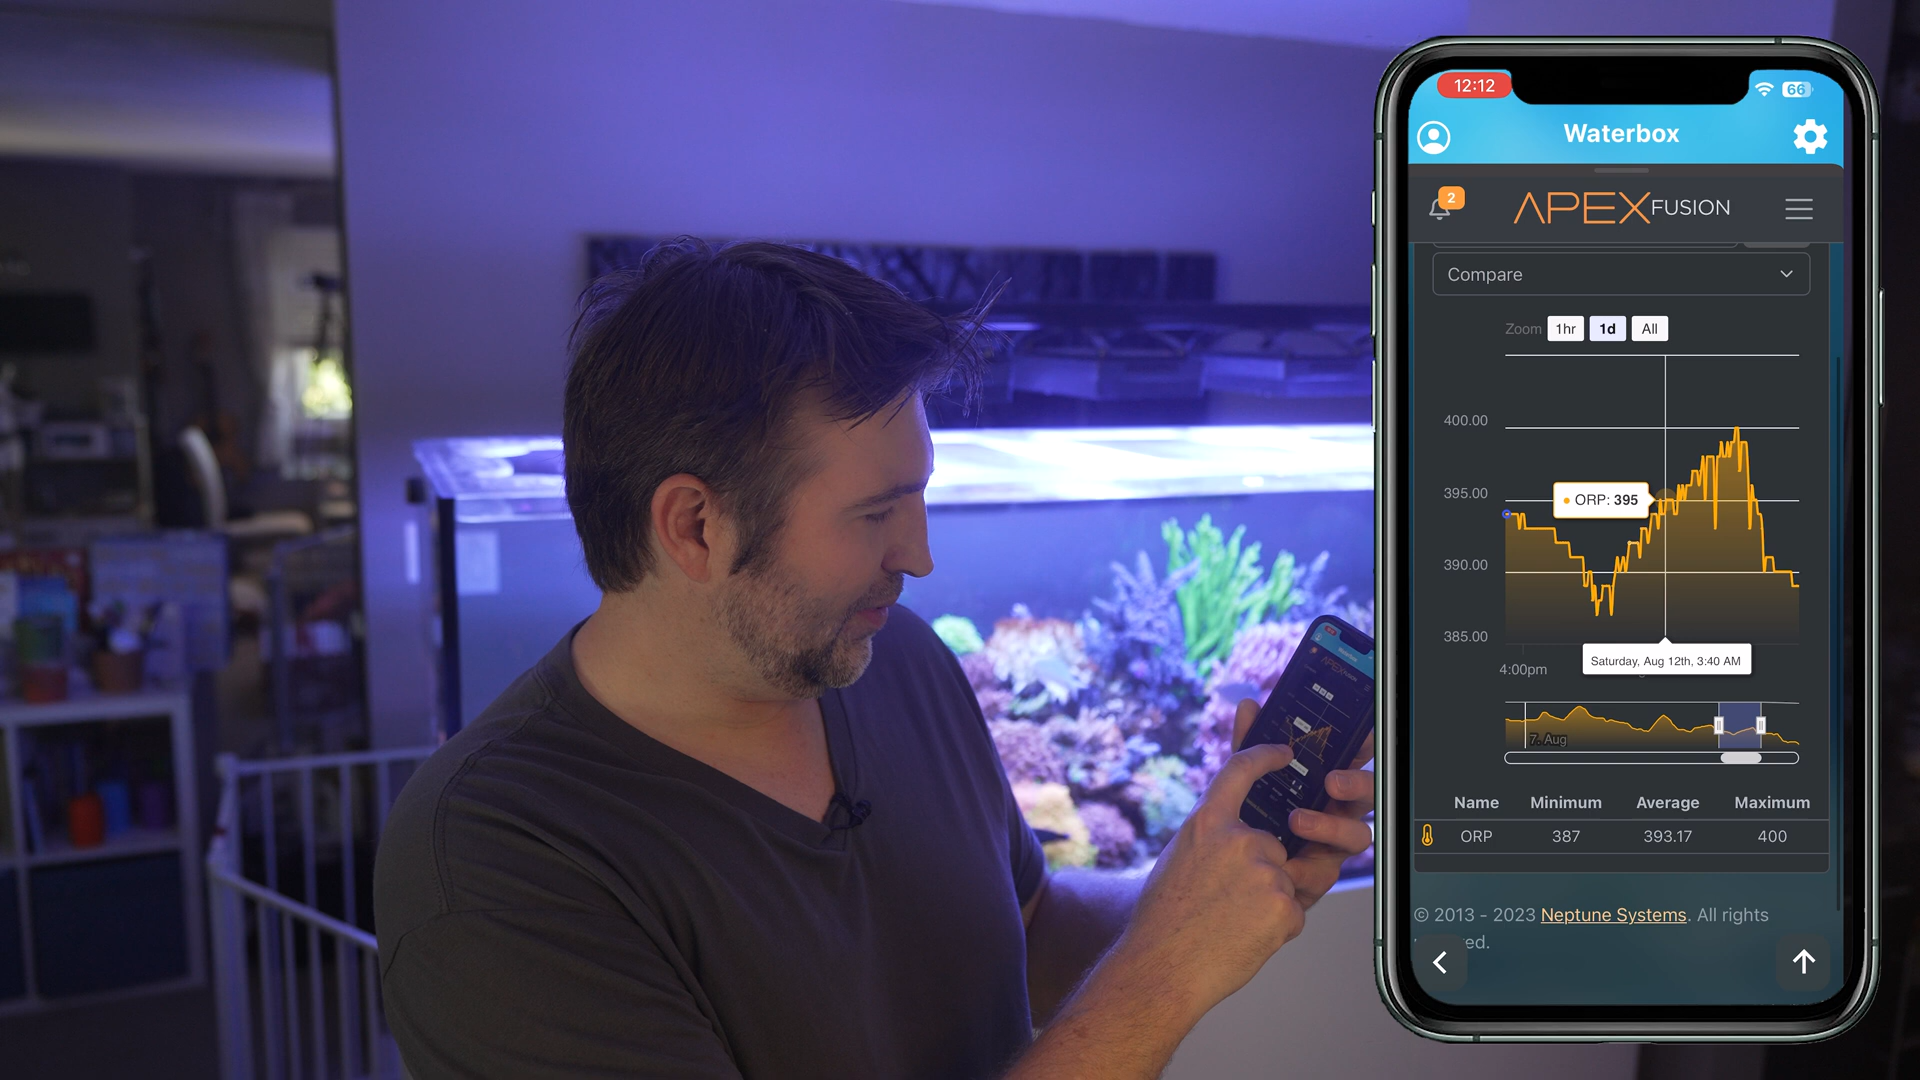 12:12
66
Waterbox
2
APEX FUSION
Compare
Zoom 1hr 1d All
400.00
395.00
ORP: 395
390.00
385.00
4:00pm
Saturday, Aug 12th, 3:40 AM
7. Aug
Name Minimum Average Maximum
ORP 387 393.17 400
© 2013 - 2023 Neptune Systems. All rights
ed.
Waterbox